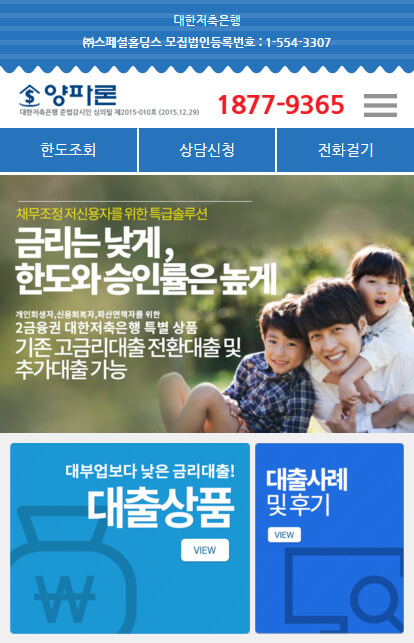 대한저축은행
㈜스페셜홀딩스 모집법인등록번호 : 1-554-3307
양파론
대한저축은행 준법감시인 심의필 제2015-010호 (2015.12.29)
1877-9365
한도조회 상담신청 전화걸기
채무조정 저신용자를 위한 특급솔루션
금리는 낮게,
한도와 승인률은 높게
개인회생자,신용회복자,파산면책자를 위한
2금융권 대한저축은행 특별 상품
기존 고금리대출 전환대출 및
추가대출 가능
대부업보다 낮은 금리대출!
대출상품
VIEW
대출사례
및 후기
VIEW